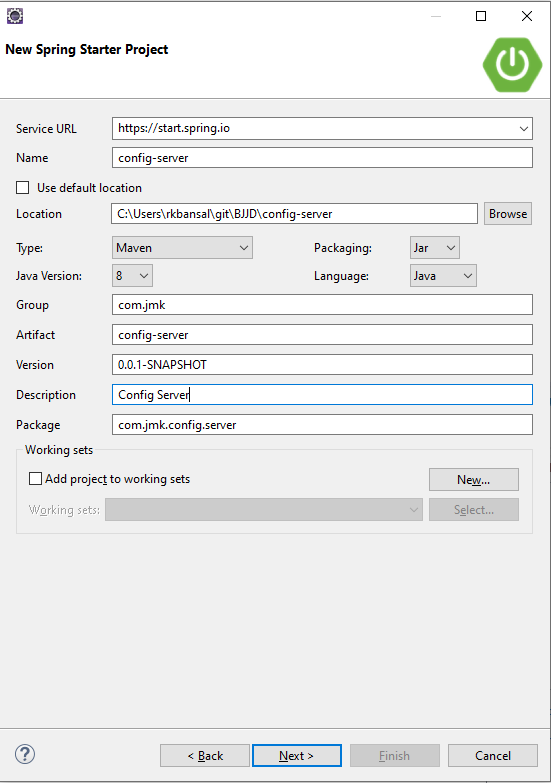 New Spring Starter Project
Service URL https://start.spring.io
Name config-server
Use default location
Location C:\Users\rkbansal\git\BJJD\config-server Browse
Type: Maven Packaging: Jar
Java Version: 8 Language: Java
Group com.jmk
Artifact config-server
Version 0.0.1-SNAPSHOT
Description Config Server
Package com.jmk.config.server
Working sets
Add project to working sets New...
Working sets: Select...
? < Back Next > Finish Cancel